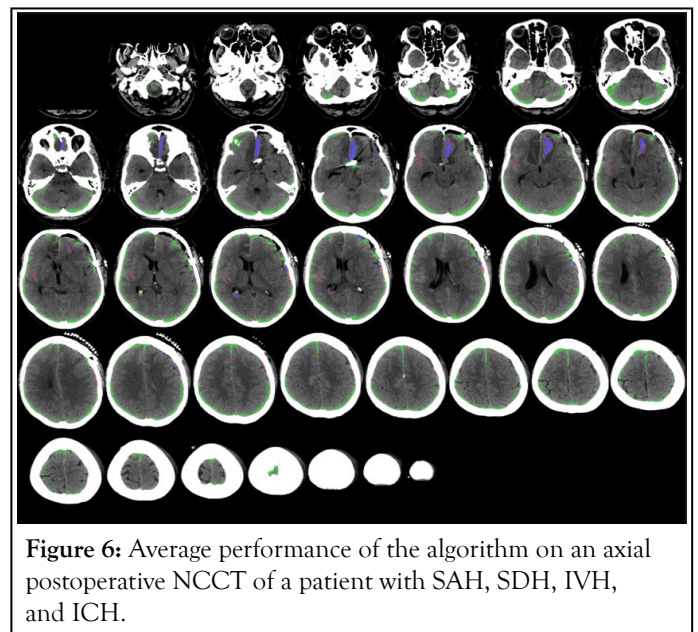 Figure 6: Average performance of the algorithm on an axial
postoperative NCCT of a patient with SAH, SDH, IVH,
and ICH.